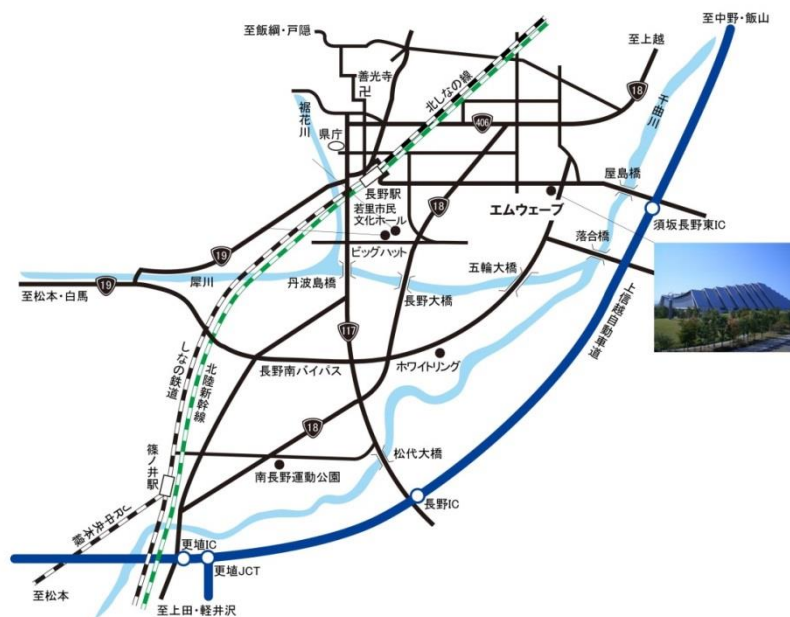 至飯綱・戸隠
至中野・飯山
至上越
善光寺
卍
北しなの線
18
千曲川
裾花川
406
県庁
長野駅
屋島橋
若里市民
文化ホール
18
エムウェーブ
須坂長野東IC
19
ビッグハット
落合橋
犀川
19
至松本・白馬
丹波島橋
長野大橋
五輪大橋
上信越自動車道
117
しなの鉄道
北陸新幹線
長野南バイパス
ホワイトリング
18
篠ノ井駅
南長野運動公園
松代大橋
JR中央本線
長野IC
更埴IC
更埴JCT
至松本
至上田・軽井沢